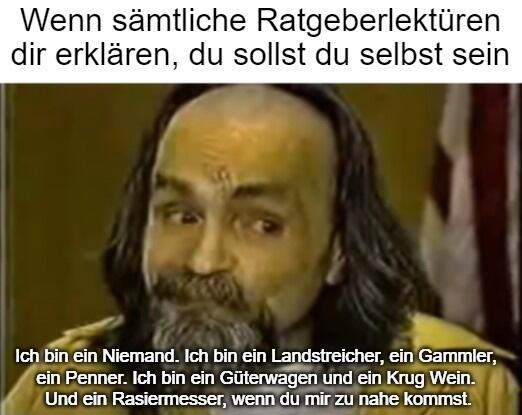 Wenn sämtliche Ratgeberlektüren
dir erklären, du sollst du selbst sein
Ich bin ein Niemand. Ich bin ein Landstreicher, ein Gammler,
ein Penner. Ich bin ein Güterwagen und ein Krug Wein.
Und ein Rasiermesser, wenn du mir zu nahe kommst.